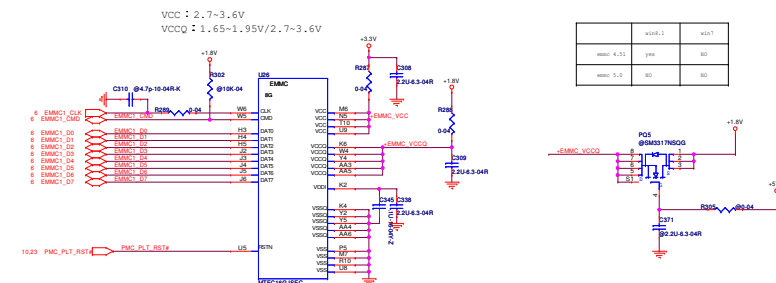 VCC：2.7~3.6V
VCCQ：1.65~1.95V/2.7~3.6V
win8.1 win7
emmc 4.51 yes NO
emmc 5.0 NO NO
+1.8V
+3.3V
R302
@10K-04
C310 @4.7p-10-04R-K
R289 0-04
U26
EMMC
8G
R287
0-04
C308
2.2U-6.3-04R
+1.8V
R288
0-04
6 EMMC1_CLK
6 EMMC1_CMD EMMC1_CMD
6 EMMC1_D0 EMMC1_D0
6 EMMC1_D1 EMMC1_D1
6 EMMC1_D2 EMMC1_D2
6 EMMC1_D3 EMMC1_D3
6 EMMC1_D4 EMMC1_D4
6 EMMC1_D5 EMMC1_D5
6 EMMC1_D6 EMMC1_D6
6 EMMC1_D7 EMMC1_D7
10,23 PMC_PLT_RST# PMC_PLT_RST#
W6 CLK
W5 CMD
H3 DAT0
H4 DAT1
H5 DAT2
J2 DAT3
J3 DAT4
J4 DAT5
J5 DAT6
J6 DAT7
U5 RSTN
VCC M6
VCC N5
VCC T10
VCC U9
+EMMC_VCC
VCCQ K6
VCCQ W4
VCCQ Y4
VCCQ AA3
VCCQ AA5
+EMMC_VCCQ
C309
2.2U-6.3-04R
VDDI K2
C345
C338
2.2U-6.3-04R
VSSQ K4
VSSQ Y2
VSSQ Y5
VSSQ AA4
VSSQ AA6
VSS P5
VSS M7
VSS R10
VSS U8
PQ5
@SM3317NSQG
+1.8V
+EMMC_VCCQ
8
7
6
5
1
2
3
4
R305 @0-04
C371
@2.2U-6.3-04R